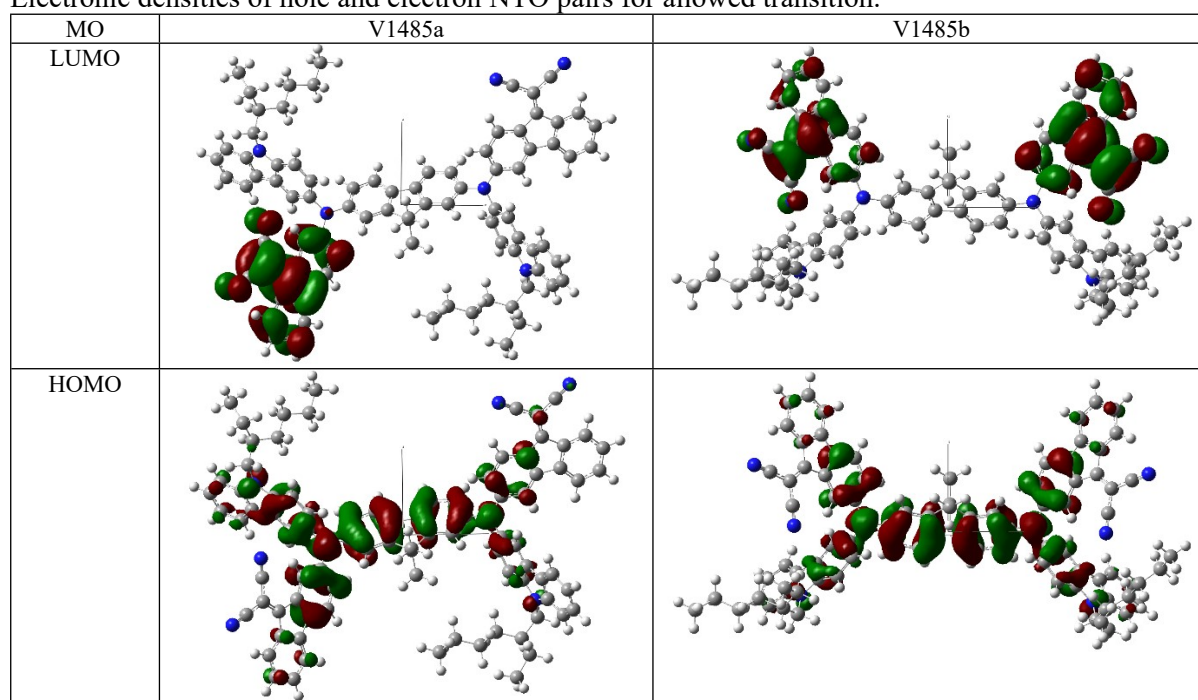 Electronic densities of hole and electron NTO pairs for allowed transition.
MO V1485a V1485b
LUMO
HOMO